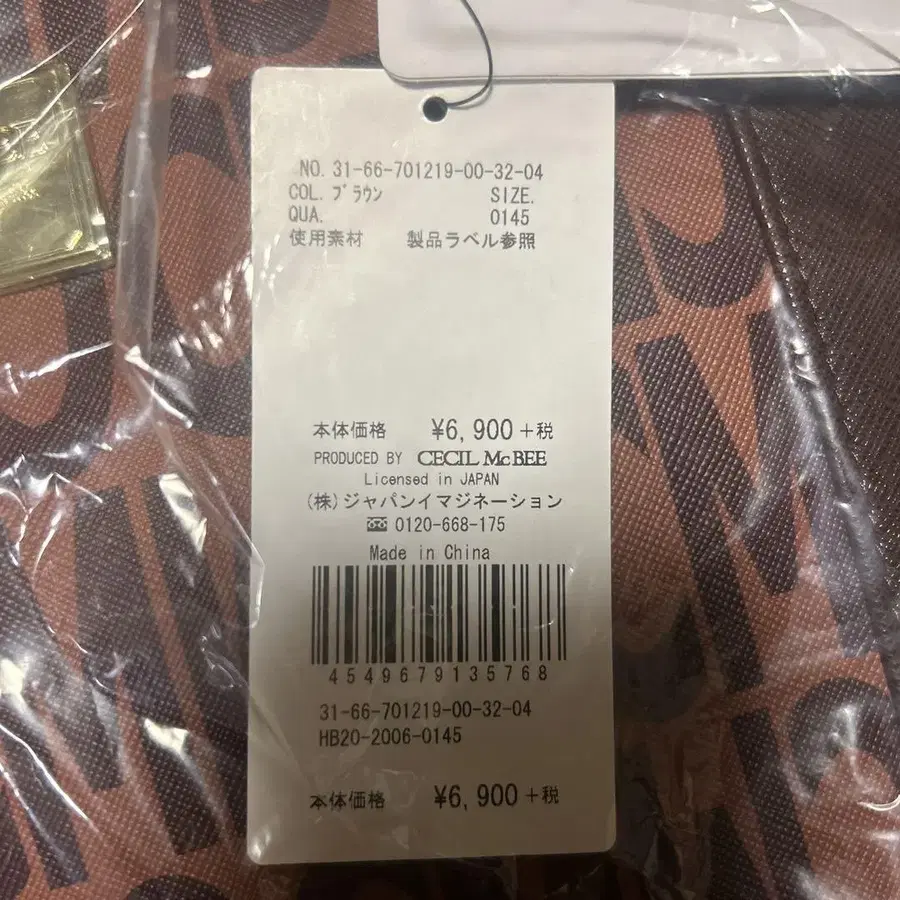 NO. 31-66-701219-00-32-04
COL. ﾌﾞﾗｳﾝ SIZE.
QUA. 0145
使用素材 製品ラベル参照
本体価格 ¥6,900+税
PRODUCED BY CECIL McBEE
Licensed in JAPAN
(株)ジャパンイマジネーション
0120-668-175
Made in China
4549679135768
31-66-701219-00-32-04
HB20-2006-0145
本体価格 ¥6,900+税